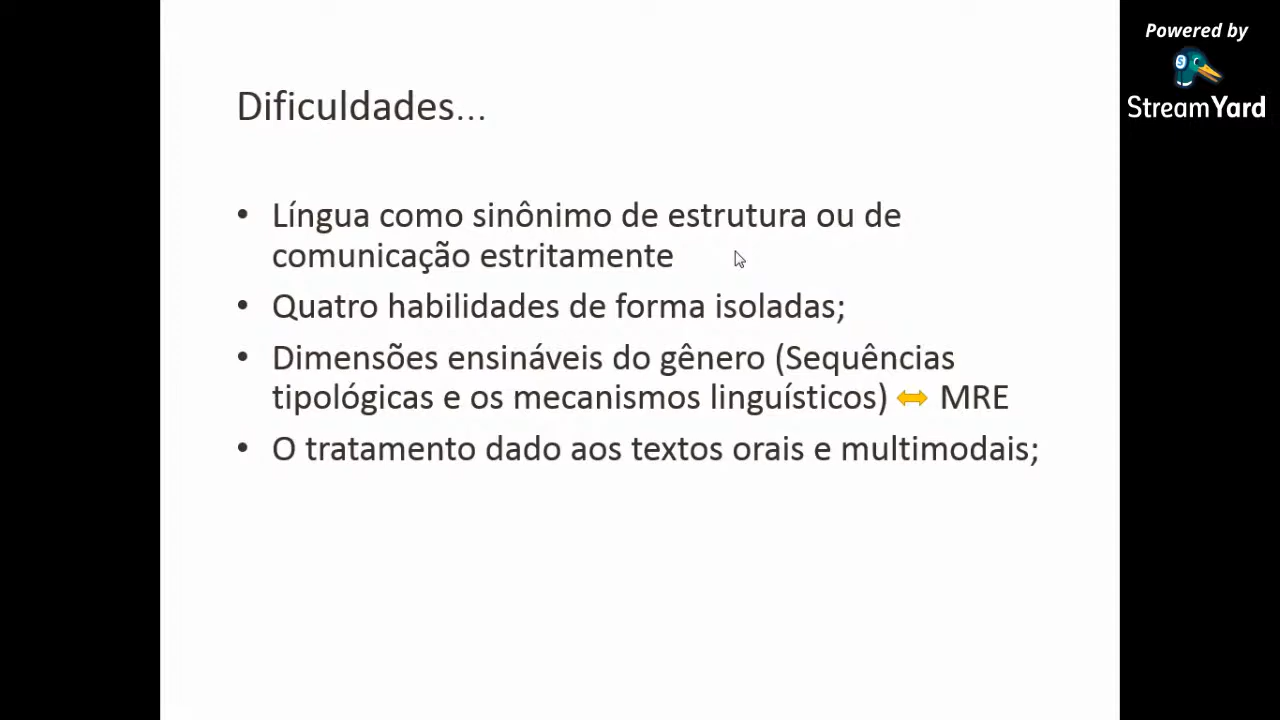 Powered by
StreamYard
Dificuldades...
• Língua como sinônimo de estrutura ou de
comunicação estritamente
• Quatro habilidades de forma isoladas;
• Dimensões ensináveis do gênero (Sequências
tipológicas e os mecanismos linguísticos) ⇔ MRE
• O tratamento dado aos textos orais e multimodais;